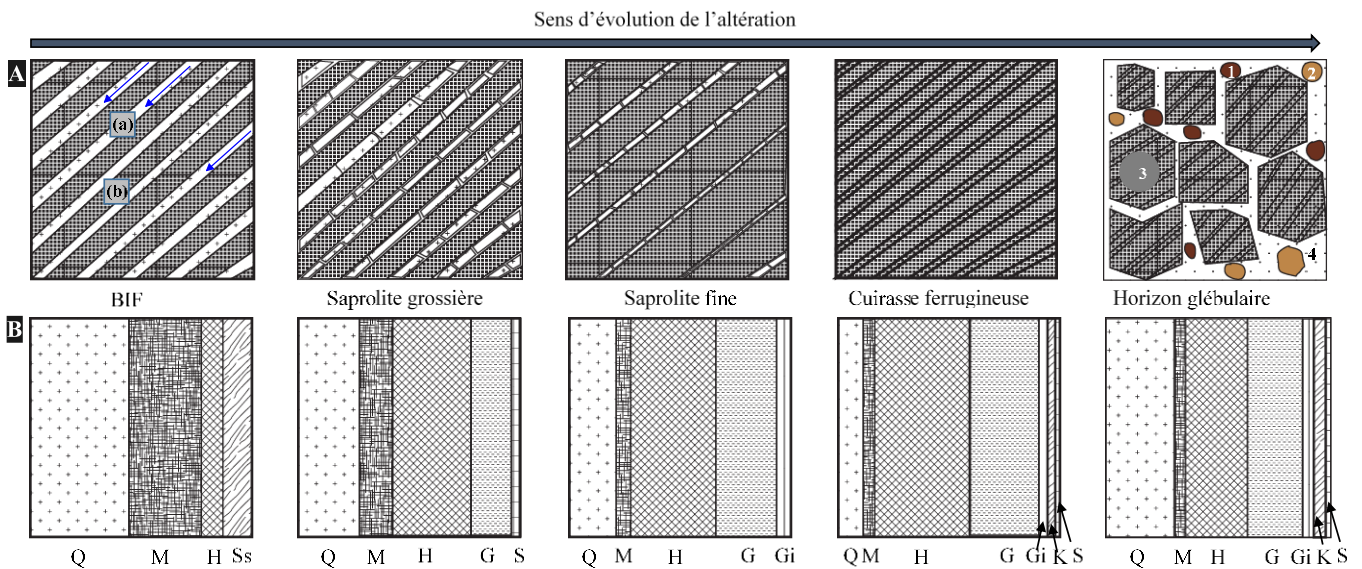 Sens d’évolution de l’altération
A
(a)
(b)
1
2
3
4
BIF
Saprolite grossière
Saprolite fine
Cuirasse ferrugineuse
Horizon glébulaire
B
Q M H Ss
Q M H G S
Q M H G Gi
Q M H G Gi K S
Q M H G Gi K S